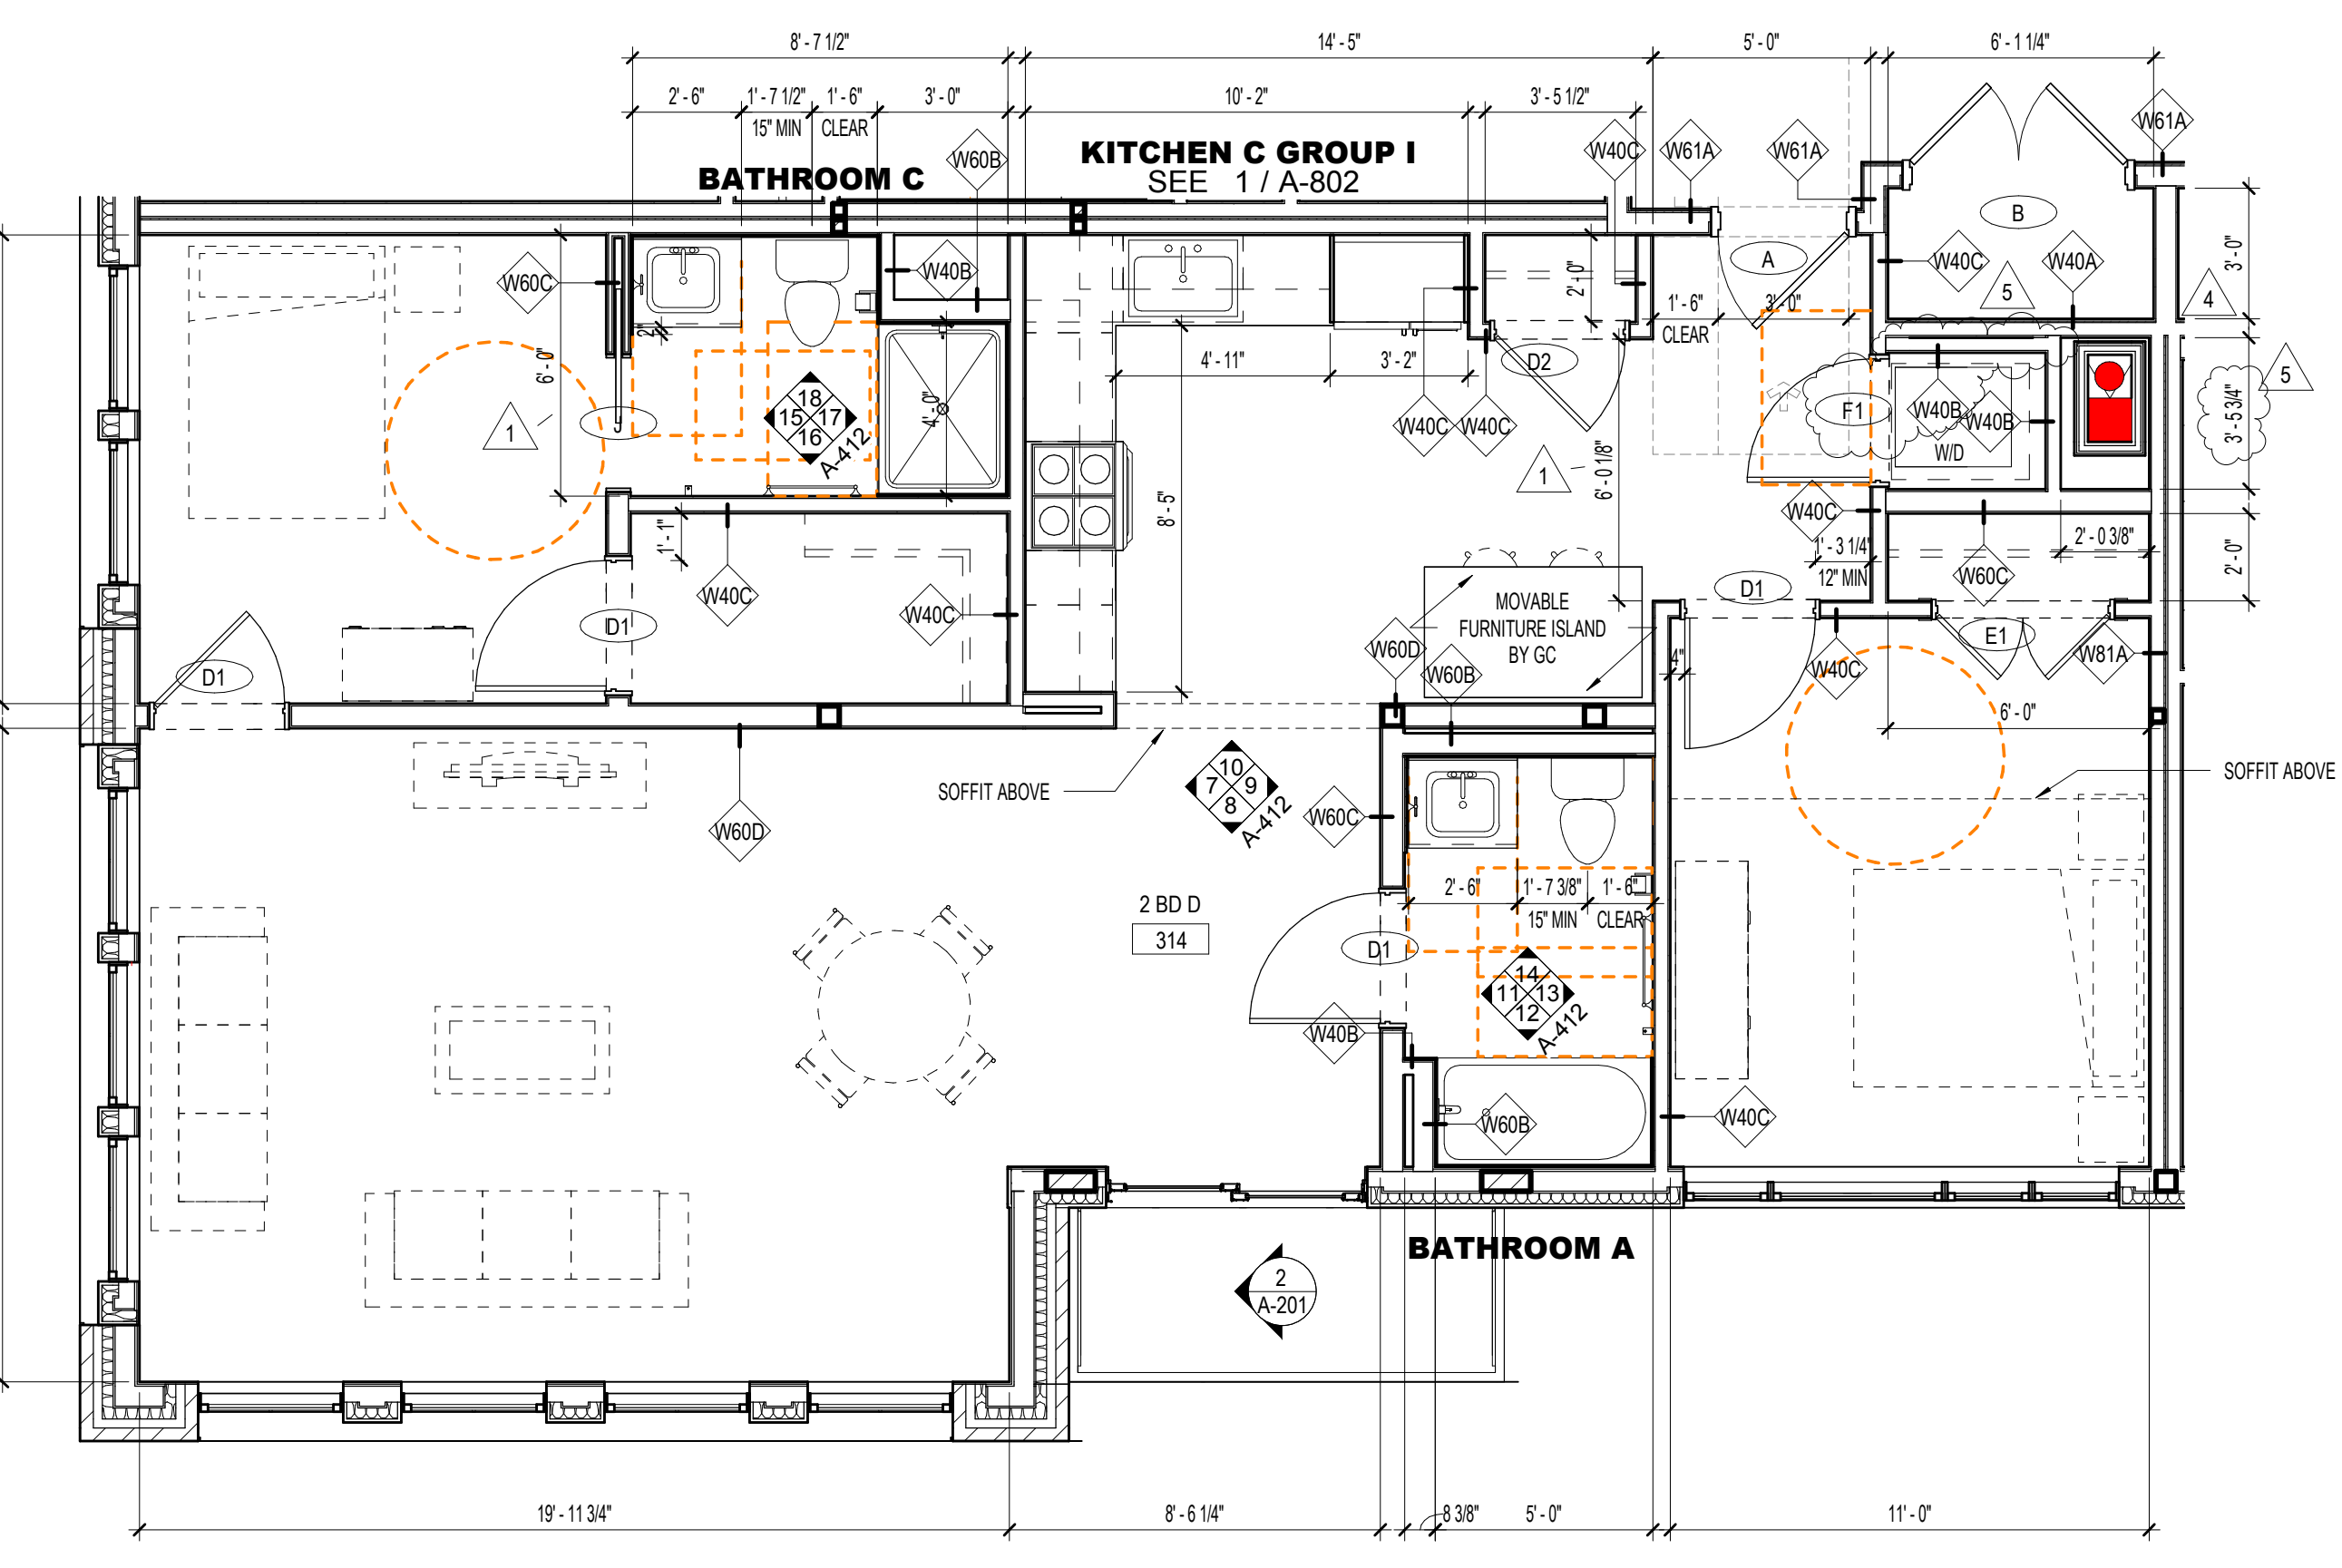 8' - 7 1/2"
14' - 5"
5' - 0"
6' - 1 1/4"
2' - 6"
1' - 7 1/2"
1' - 6"
3' - 0"
10' - 2"
3' - 5 1/2"
15" MIN
CLEAR
W60B
KITCHEN C GROUP I
SEE 1 / A-802
W40C
W61A
W61A
W61A
BATHROOM C
B
W60C
W40B
2' - 0"
A
W40C
W40A
3' - 0"
5
4
1' - 6"
CLEAR
3' - 0"
2"
6' - 0"
4' - 11"
3' - 2"
D2
5
1
J
18
15
17
16
A-412
4' - 0"
W40C
W40C
F1
W40B
W40B
W/D
3' - 5 3/4"
1
6' - 0 1/8"
8' - 5"
W40C
1' - 1"
1' - 3 1/4"
12" MIN
2' - 0 3/8"
2' - 0"
W60C
D1
W40C
W40C
D1
MOVABLE
FURNITURE ISLAND
BY GC
E1
W60D
W60B
4"
W40C
W81A
D1
6' - 0"
SOFFIT ABOVE
SOFFIT ABOVE
10
7
9
8
A-412
W60D
W60C
2' - 6"
1' - 7 3/8"
1' - 6"
15" MIN
CLEAR
2 BD D
314
D1
14
11
13
12
A-412
W40B
W60B
W40C
BATHROOM A
2
A-201
19' - 11 3/4"
8' - 6 1/4"
8 3/8"
5' - 0"
11' - 0"